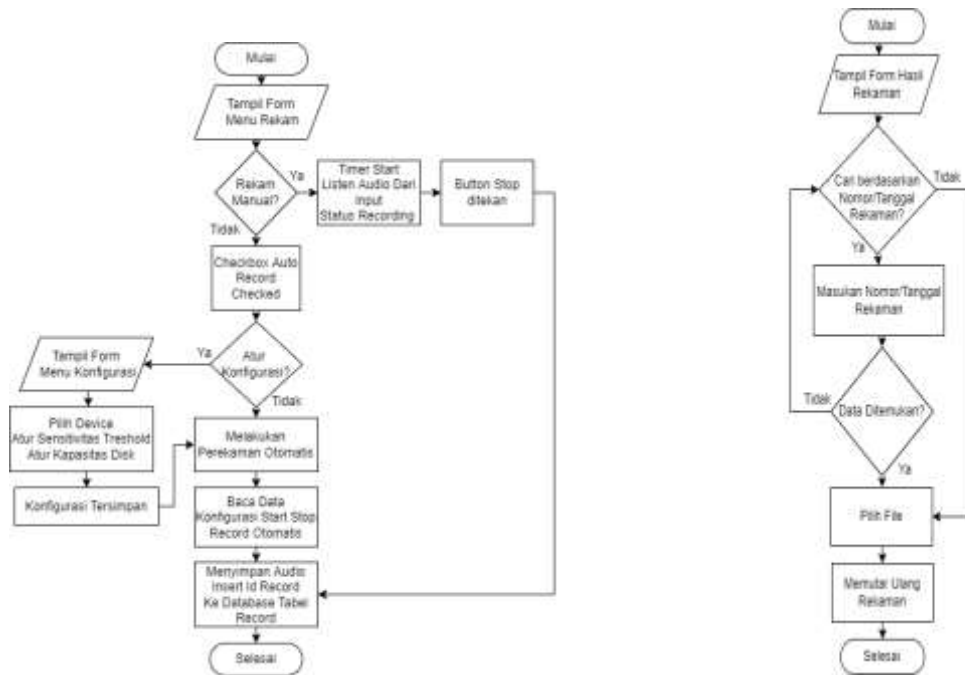 Mulai
Tampil Form
Menu Rekam
Rekam
Manual?
Ya
Timer Start
Listen Audio Dari
Input
Status Recording
Button Stop
ditekan
Tidak
Checkbox Auto
Record
Checked
Atur
Konfigurasi?
Ya
Tampil Form
Menu Konfigurasi
Tidak
Pilih Device
Atur Sensitivitas Treshold
Atur Kapasitas Disk
Konfigurasi Tersimpan
Melakukan
Perekaman Otomatis
Baca Data
Konfigurasi Start Stop
Record Otomatis
Menyimpan Audio
Insert Id Record
Ke Database Tabel
Record
Selesai
Mulai
Tampil Form Hasil
Rekaman
Cari berdasarkan
Nomor/Tanggal
Rekaman?
Tidak
Ya
Masukan Nomor/Tanggal
Rekaman
Data Ditemukan?
Tidak
Ya
Pilih File
Memutar Ulang
Rekaman
Selesai